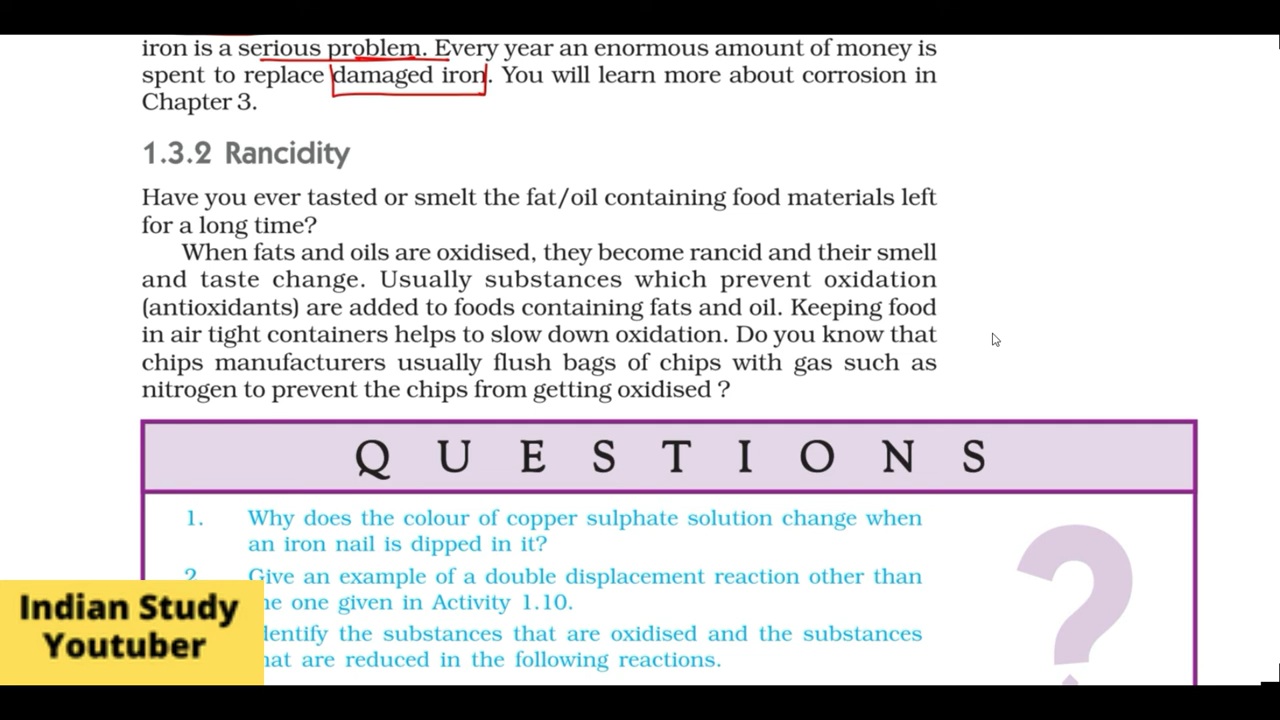 iron is a serious problem. Every year an enormous amount of money is
spent to replace damaged iron. You will learn more about corrosion in
Chapter 3.
1.3.2 Rancidity
Have you ever tasted or smelt the fat/oil containing food materials left
for a long time?
When fats and oils are oxidised, they become rancid and their smell
and taste change. Usually substances which prevent oxidation
(antioxidants) are added to foods containing fats and oil. Keeping food
in air tight containers helps to slow down oxidation. Do you know that
chips manufacturers usually flush bags of chips with gas such as
nitrogen to prevent the chips from getting oxidised ?
QUESTIONS
1. Why does the colour of copper sulphate solution change when
an iron nail is dipped in it?
2. Give an example of a double displacement reaction other than
he one given in Activity 1.10.
dentify the substances that are oxidised and the substances
hat are reduced in the following reactions.
?
Indian Study
Youtuber